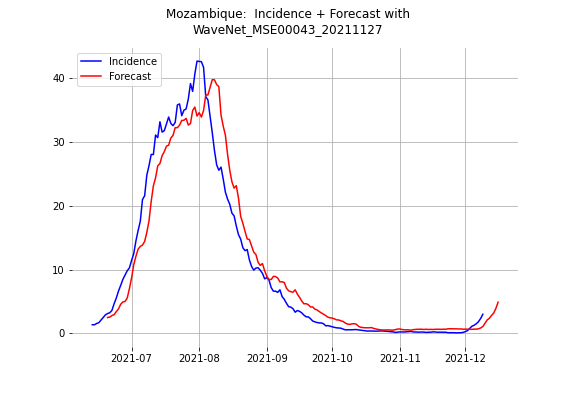 Mozambique:  Incidence + Forecast with
WaveNet_MSE00043_20211127
Incidence
Forecast
40
30
20
10
0
2021-07
2021-08
2021-09
2021-10
2021-11
2021-12